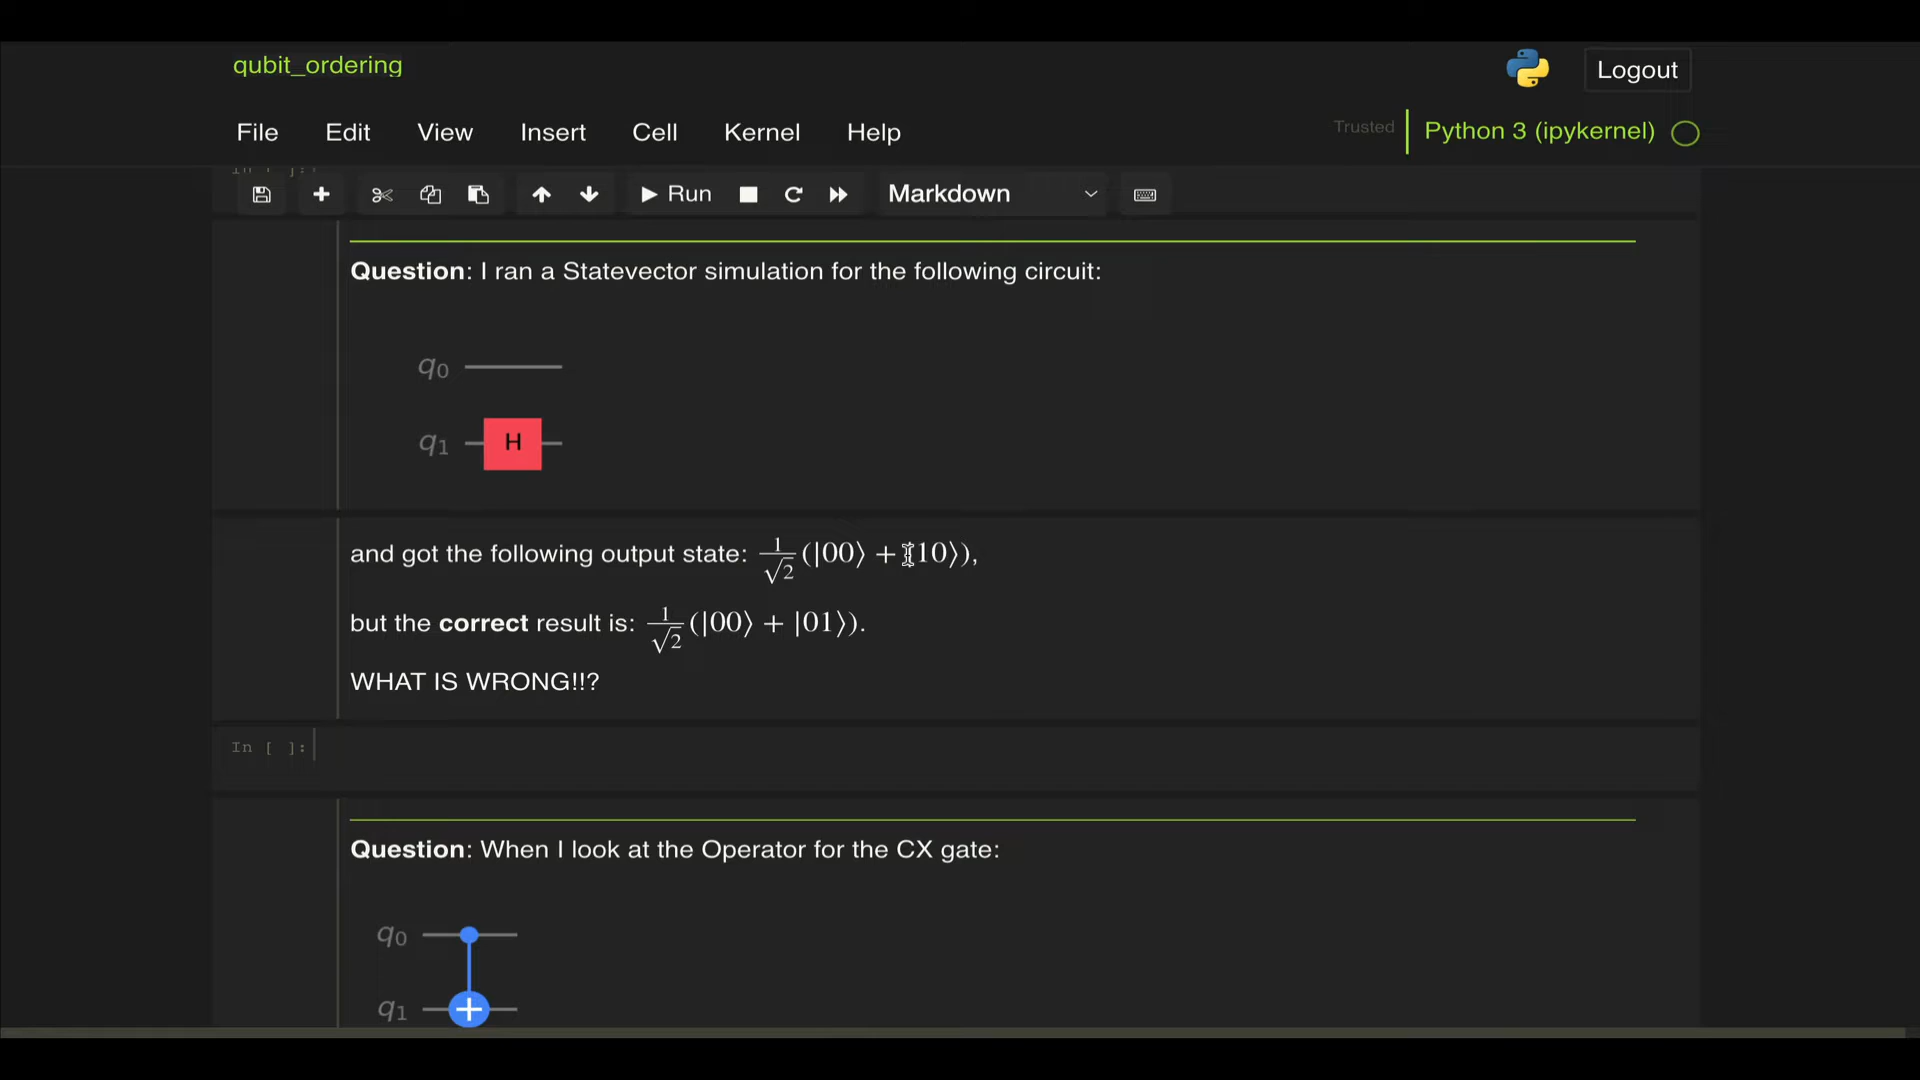 qubit_ordering
Logout
File Edit View Insert Cell Kernel Help
Trusted
Python 3 (ipykernel)
Run
Markdown
Question: I ran a Statevector simulation for the following circuit:
q0
q1 H
and got the following output state: 1/√2 (|00⟩ + |10⟩),
but the correct result is: 1/√2 (|00⟩ + |01⟩).
WHAT IS WRONG!!?
In [ ]:
Question: When I look at the Operator for the CX gate:
q0
q1